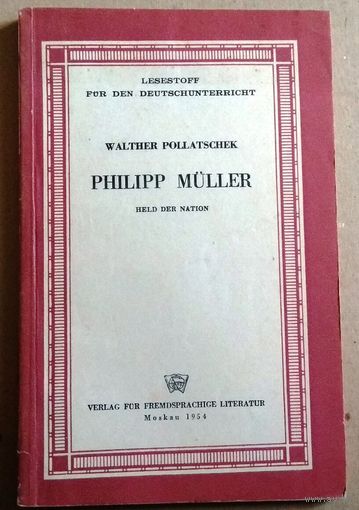 LESESTOFF
FÜR DEN DEUTSCHUNTERRICHT
WALTHER POLLATSCHEK
PHILIPP MÜLLER
HELD DER NATION
VERLAG FÜR FREMDSPRACHIGE LITERATUR
Moskau 1954